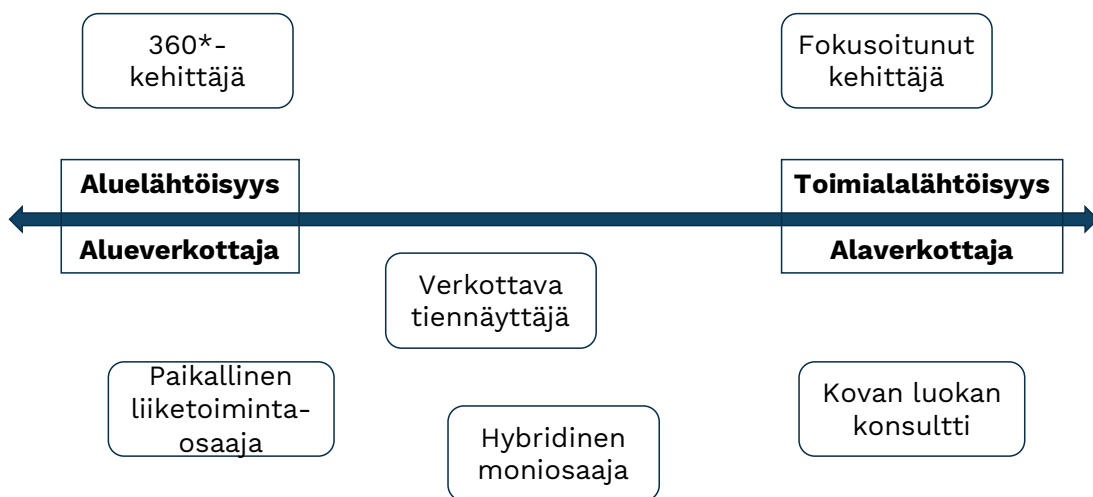 360*-
kehittäjä
Fokusoitunut
kehittäjä
Aluelähtöisyys
Toimialalähtöisyys
Alueverkottaja
Alaverkottaja
Verkottava
tiennäyttäjä
Paikallinen
liiketoiminta-
osaaja
Kovan luokan
konsultti
Hybridinen
moniosaaja